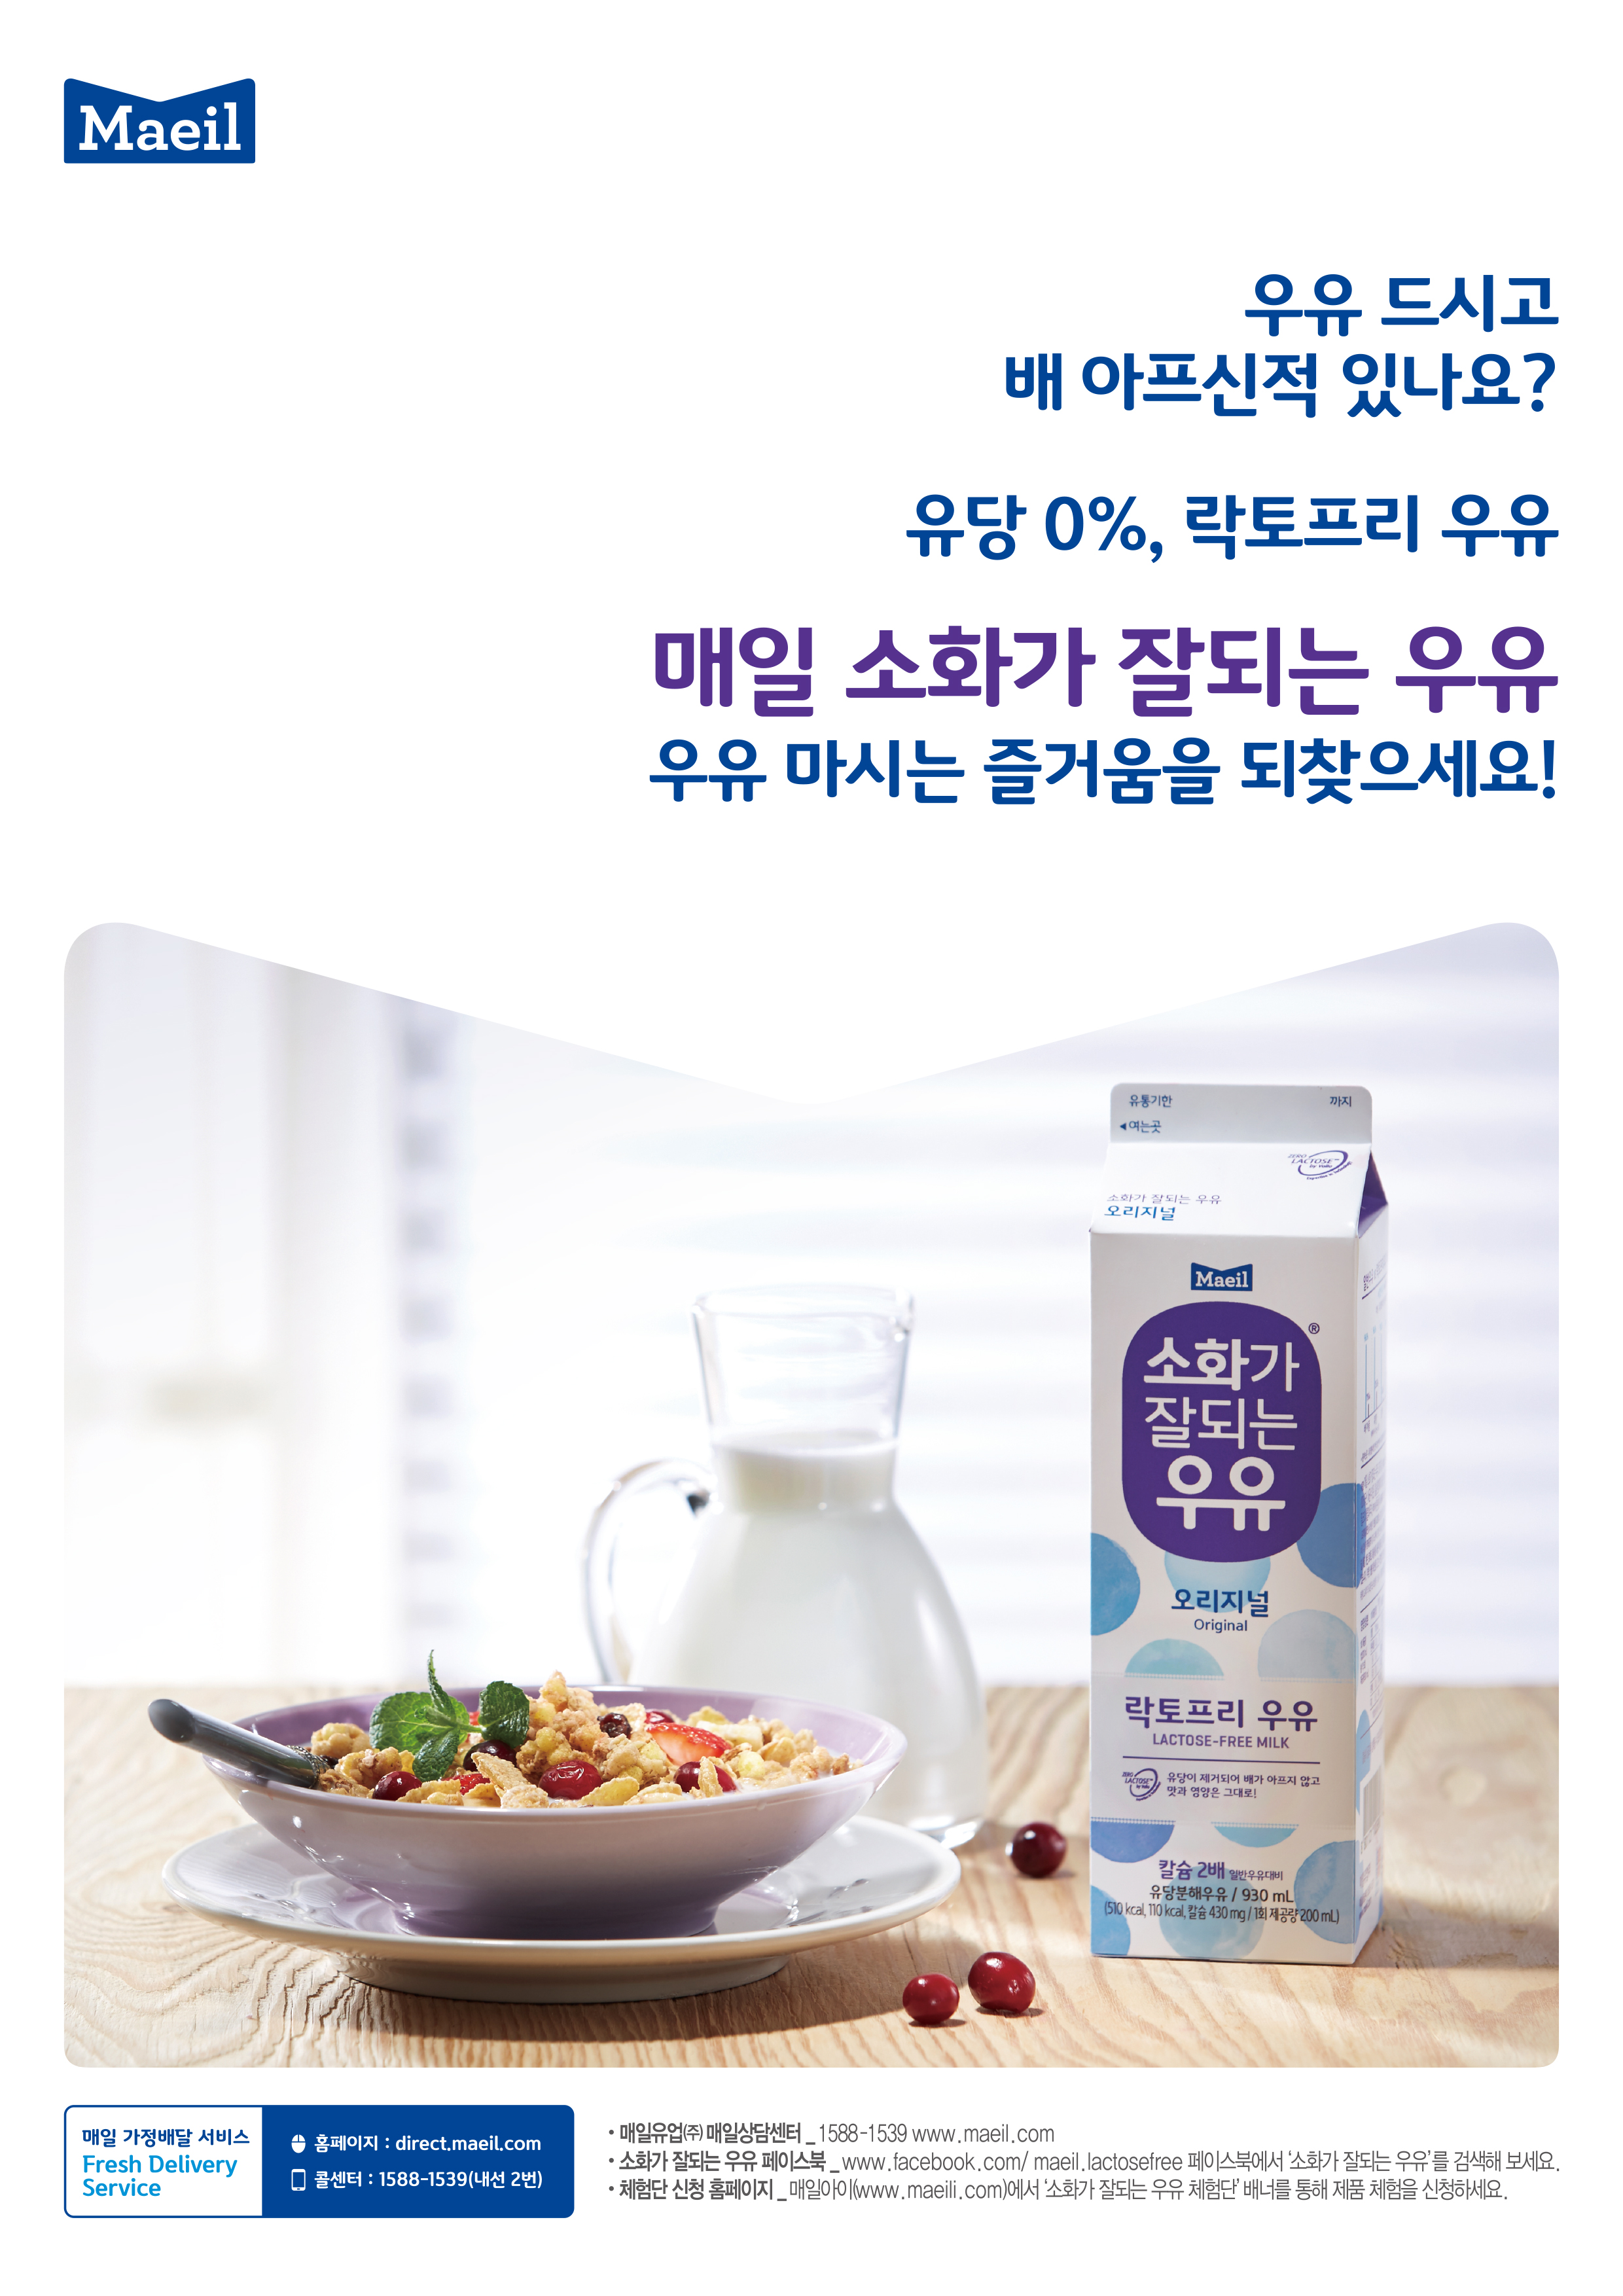 Maeil
우유 드시고
배 아프신적 있나요?
유당 0%, 락토프리 우유
매일 소화가 잘되는 우유
우유 마시는 즐거움을 되찾으세요!
유통기한 까지
◀여는곳
ZERO LACTOSE™ by Valio
소화가 잘되는 우유
오리지널
Maeil
소화가®
잘되는
우유
오리지널
Original
락토프리 우유
LACTOSE-FREE MILK
ZERO LACTOSE™ by Valio
유당이 제거되어 배가 아프지 않고
맛과 영양은 그대로!
칼슘 2배 일반우유대비
유당분해우유 / 930 mL
(510 kcal, 110 kcal, 칼슘 430 mg / 1회 제공량 200 mL)
매일 가정배달 서비스
Fresh Delivery
Service
홈페이지 : direct.maeil.com
콜센터 : 1588-1539(내선 2번)
• 매일유업㈜ 매일상담센터 _ 1588-1539 www.maeil.com
• 소화가 잘되는 우유 페이스북 _ www.facebook.com/ maeil.lactosefree 페이스북에서 ‘소화가 잘되는 우유’를 검색해 보세요.
• 체험단 신청 홈페이지 _ 매일아이(www.maeili.com)에서 ‘소화가 잘되는 우유 체험단’ 배너를 통해 제품 체험을 신청하세요.